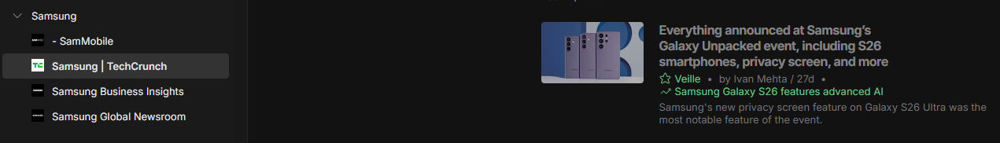 Samsung
- SamMobile
Samsung | TechCrunch
Samsung Business Insights
Samsung Global Newsroom
Everything announced at Samsung's
Galaxy Unpacked event, including S26
smartphones, privacy screen, and more
Veille • by Ivan Mehta / 27d •
Samsung Galaxy S26 features advanced AI
Samsung's new privacy screen feature on Galaxy S26 Ultra was the
most notable feature of the event.